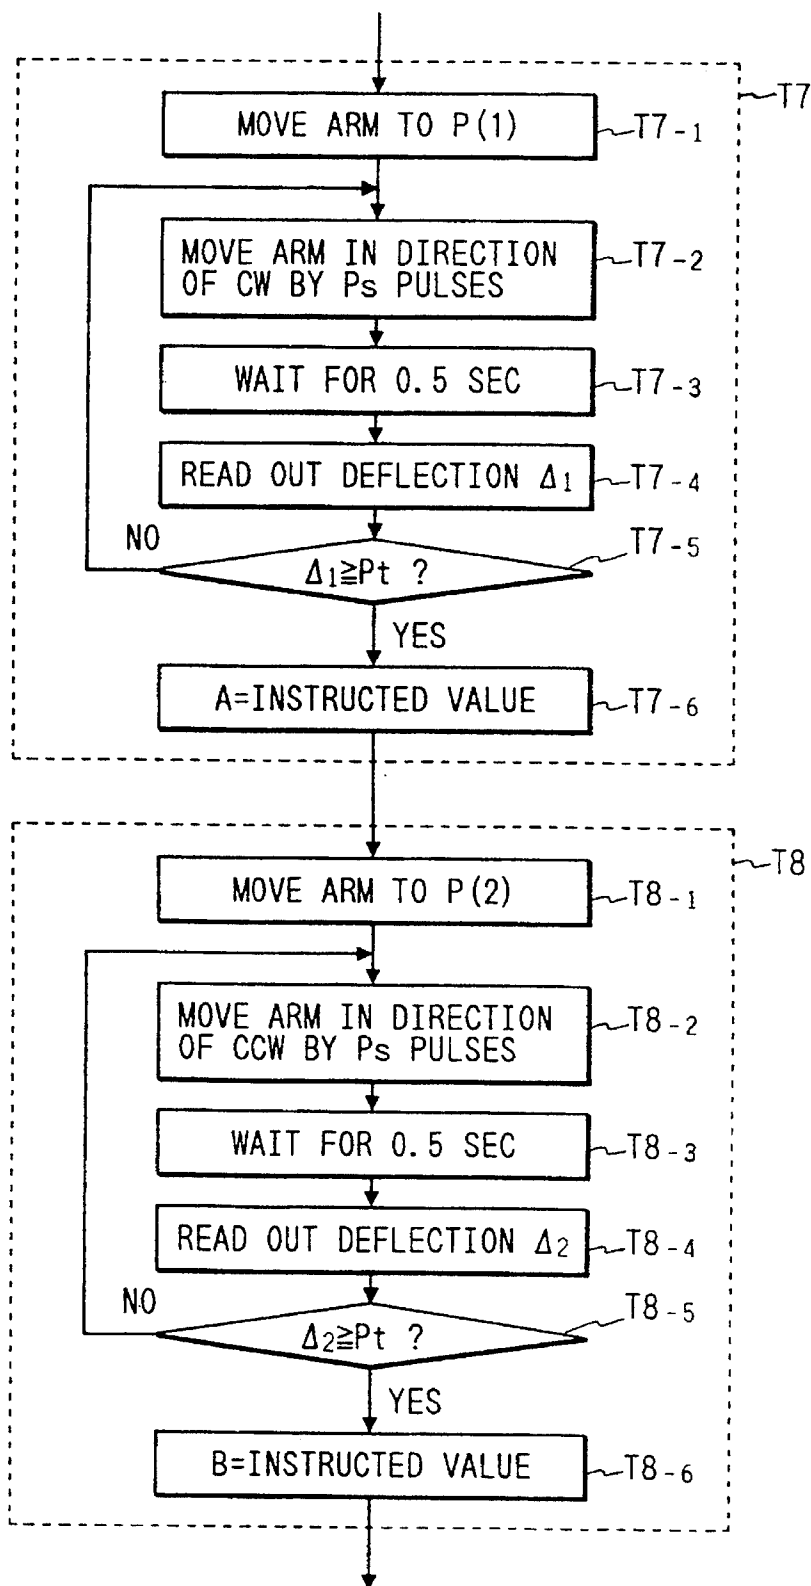 T7
MOVE ARM TO P(1)
T7-1
MOVE ARM IN DIRECTION
OF CW BY Ps PULSES
T7-2
WAIT FOR 0.5 SEC
T7-3
READ OUT DEFLECTION Δ1
T7-4
NO
Δ1≧Pt ?
T7-5
YES
A=INSTRUCTED VALUE
T7-6
T8
MOVE ARM TO P(2)
T8-1
MOVE ARM IN DIRECTION
OF CCW BY Ps PULSES
T8-2
WAIT FOR 0.5 SEC
T8-3
READ OUT DEFLECTION Δ2
T8-4
NO
Δ2≧Pt ?
T8-5
YES
B=INSTRUCTED VALUE
T8-6